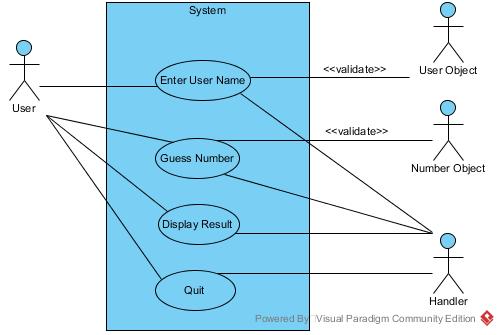 System
User
Enter User Name
<<validate>>
User Object
<<validate>>
Guess Number
Number Object
Display Result
Quit
Handler
Powered By Visual Paradigm Community Edition